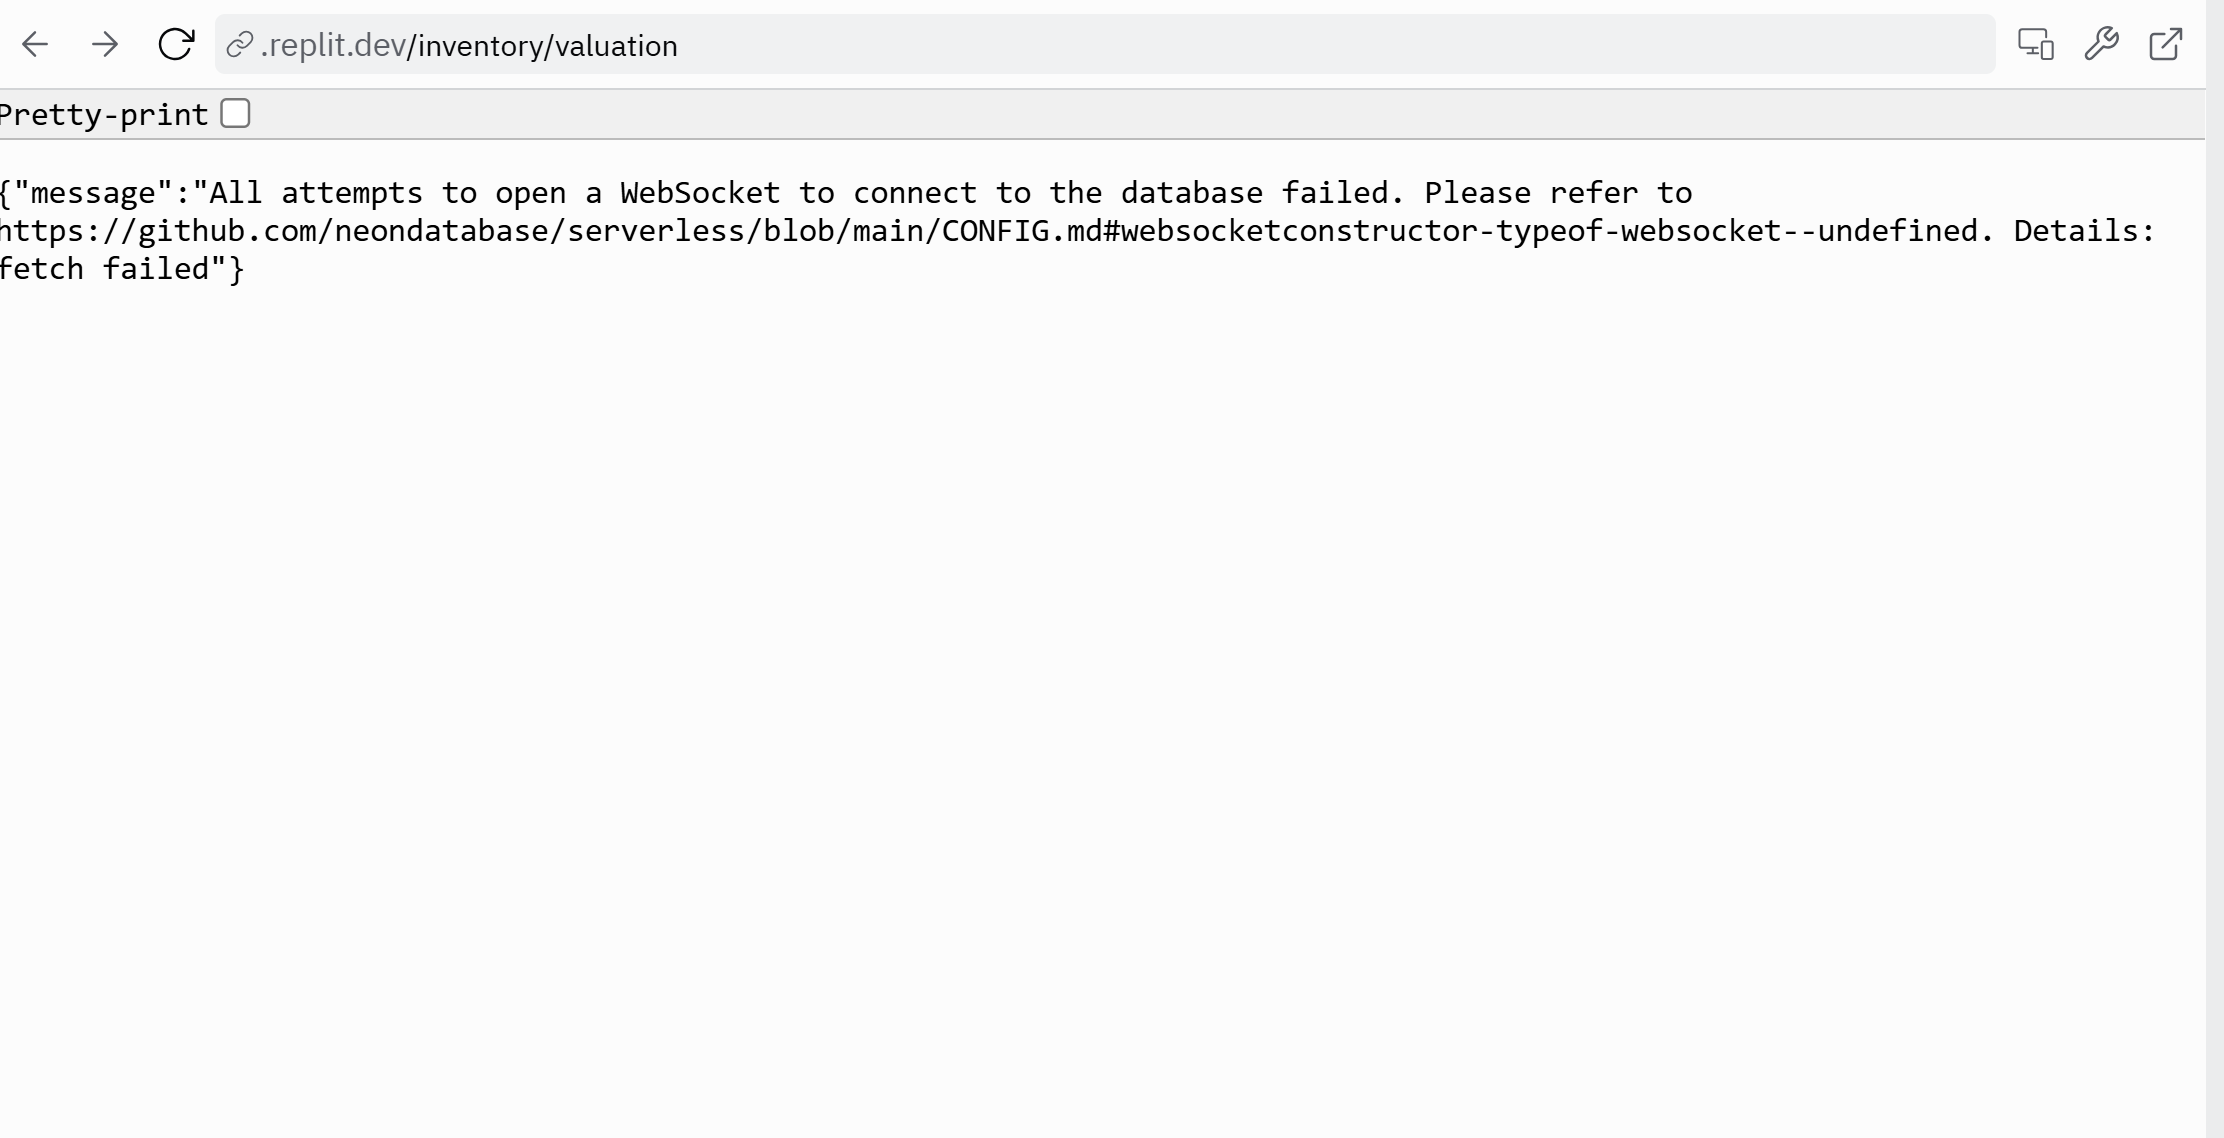 .replit.dev/inventory/valuation
Pretty-print
{"message":"All attempts to open a WebSocket to connect to the database failed. Please refer to
https://github.com/neondatabase/serverless/blob/main/CONFIG.md#websocketconstructor-typeof-websocket--undefined. Details:
fetch failed"}